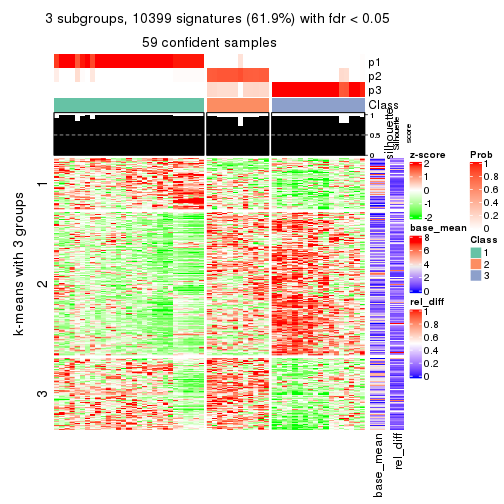 3 subgroups, 10399 signatures (61.9%) with fdr < 0.05
59 confident samples
p1
p2
p3
Class
1
0.5
0
silhouette
Silhouette
score
k-means with 3 groups
1
2
3
base_mean
rel_diff
z-score
2
1
0
-1
-2
base_mean
8
6
4
2
0
rel_diff
1
0.8
0.6
0.4
0.2
0
Prob
1
0.8
0.6
0.4
0.2
0
Class
1
2
3